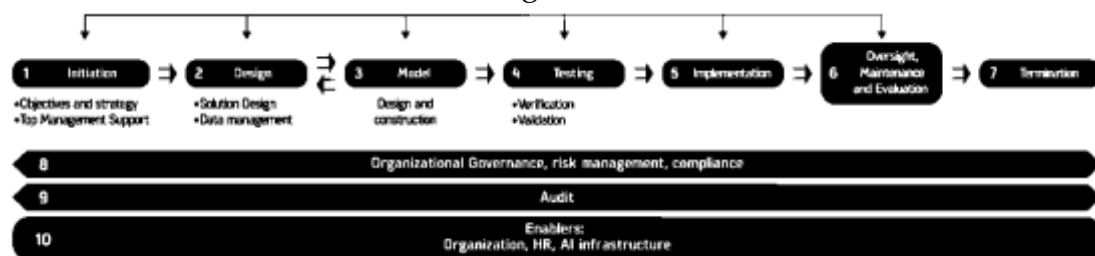 1 Initiation
2 Design
3 Model
4 Testing
5 Implementation
6 Oversight,
Maintenance
and Evaluation
7 Termination
•Objectives and strategy
•Top Management Support
•Solution Design
•Data management
Design and
construction
•Verification
•Validation
8 Organizational Governance, risk management, compliance
9 Audit
10 Enablers:
Organization, HR, AI infrastructure